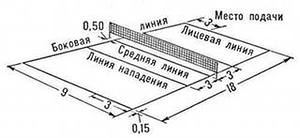 3
Место подачи
0,50
линия
Боковая
Лицевая линия
Средняя линия
Линия нападения
3
3
9
3
18
0,15